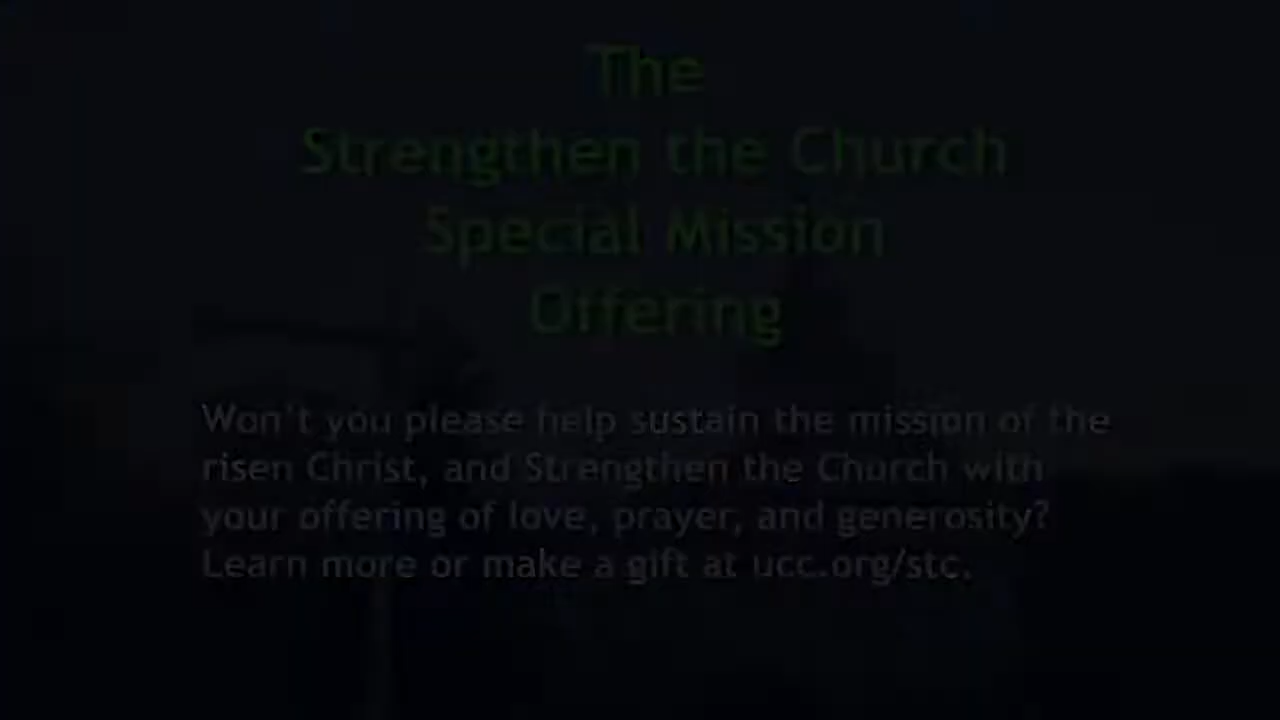 The
Strengthen the Church
Special Mission
Offering
Won't you please help sustain the mission of the
risen Christ, and Strengthen the Church with
your offering of love, prayer, and generosity?
Learn more or make a gift at ucc.org/stc.